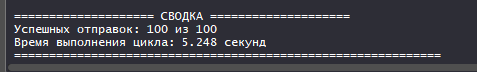 ==================== СВОДКА ====================
Успешных отправок: 100 из 100
Время выполнения цикла: 5.248 секунд
=============================================================